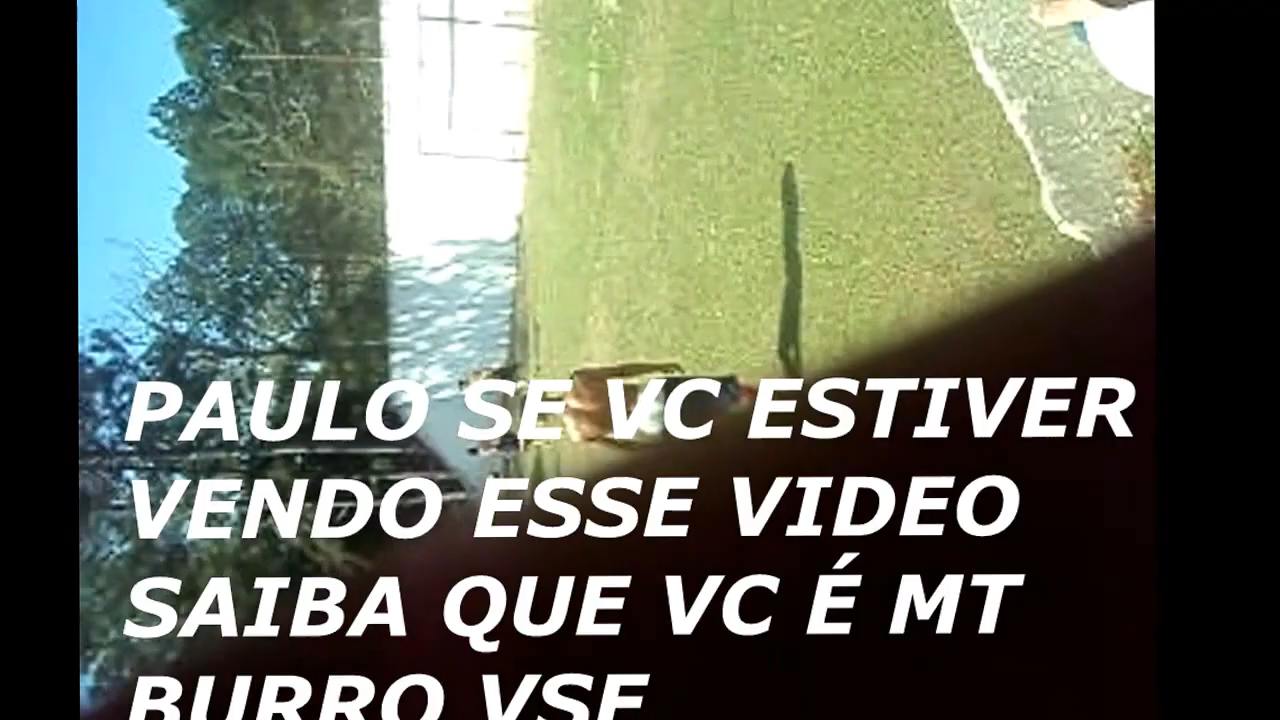 PAULO SE VC ESTIVER
VENDO ESSE VIDEO
SAIBA QUE VC É MT
BURRO VSF